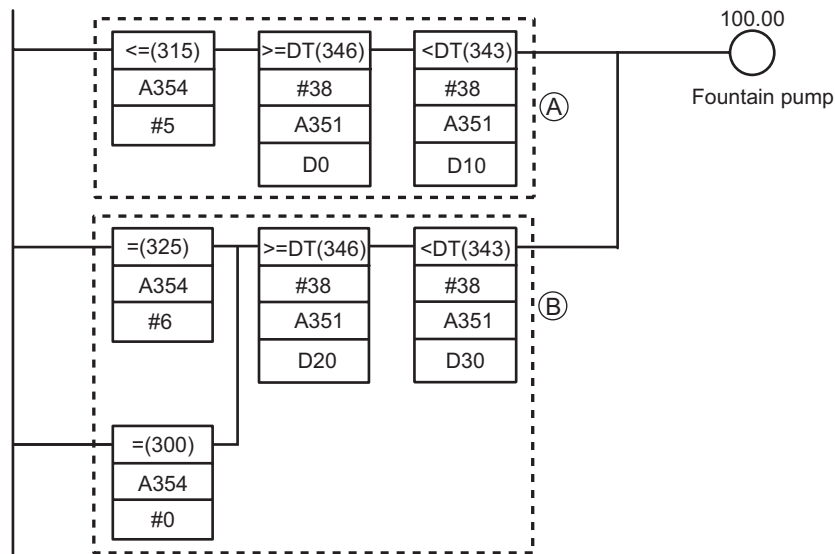 100.00
Fountain pump
<=(315)
A354
#5
>=DT(346)
#38
A351
D0
<DT(343)
#38
A351
D10
A
=(325)
A354
#6
>=DT(346)
#38
A351
D20
<DT(343)
#38
A351
D30
B
=(300)
A354
#0